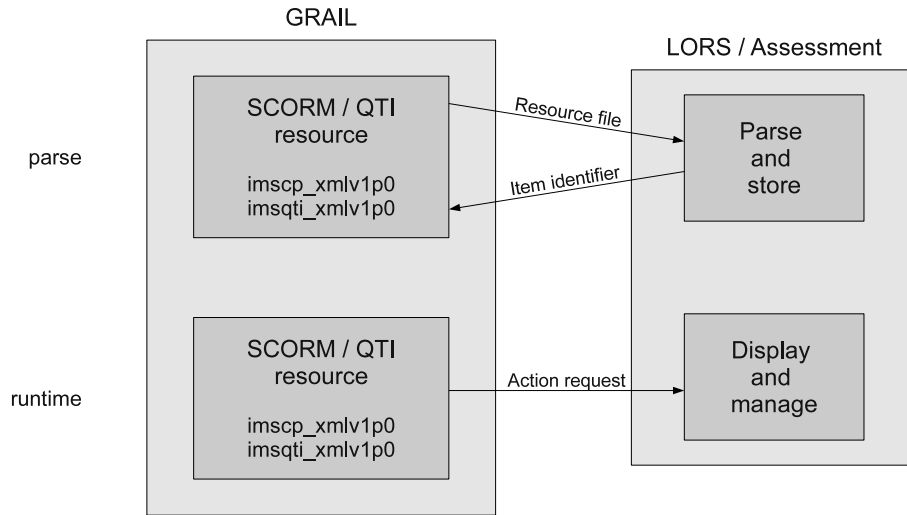 GRAIL
LORS / Assessment
parse
SCORM / QTI
resource
imscp_xmlv1p0
imsqti_xmlv1p0
Resource file
Item identifier
Parse
and
store
runtime
SCORM / QTI
resource
imscp_xmlv1p0
imsqti_xmlv1p0
Action request
Display
and
manage